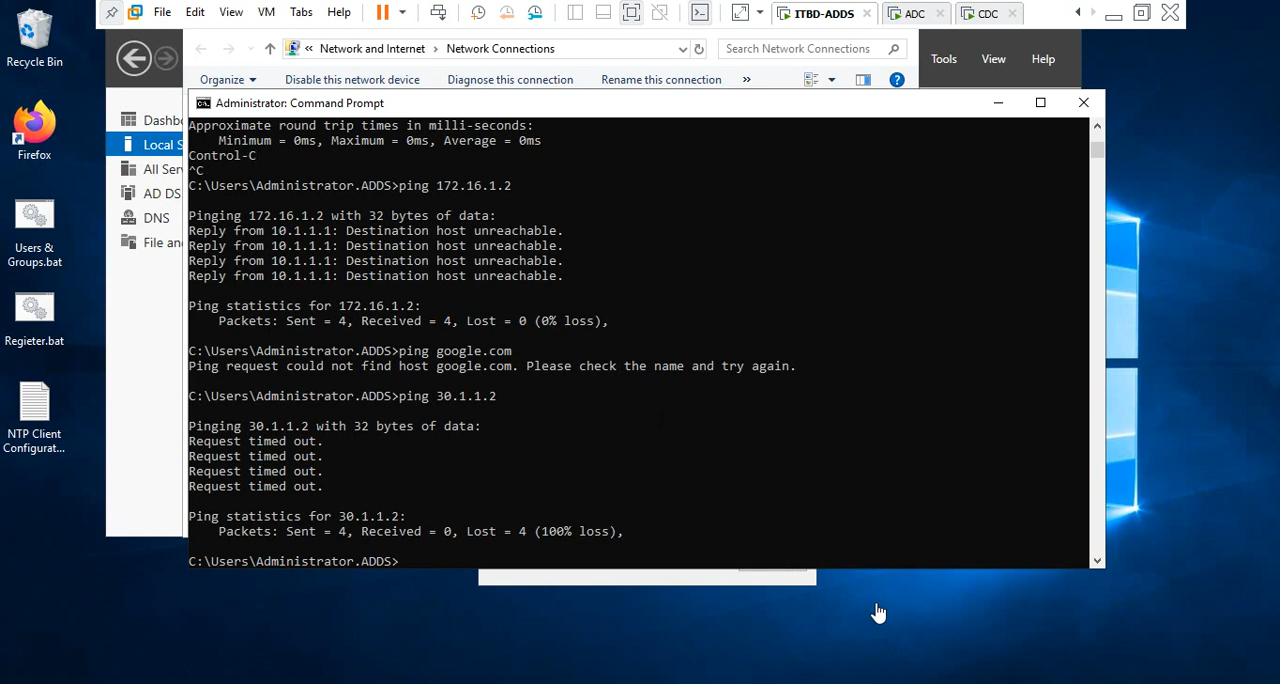 File Edit View VM Tabs Help ITBD-ADDS ADC CDC
Recycle Bin
Network and Internet Network Connections Search Network Connections
Tools View Help
Organize Disable this network device Diagnose this connection Rename this connection »
Firefox
Users &
Groups.bat
Regieter.bat
NTP Client
Configurat...
Dashbo
Local S
All Ser
AD DS
DNS
File an
Administrator: Command Prompt
Approximate round trip times in milli-seconds:
Minimum = 0ms, Maximum = 0ms, Average = 0ms
Control-C
^C
C:\Users\Administrator.ADDS>ping 172.16.1.2
Pinging 172.16.1.2 with 32 bytes of data:
Reply from 10.1.1.1: Destination host unreachable.
Reply from 10.1.1.1: Destination host unreachable.
Reply from 10.1.1.1: Destination host unreachable.
Reply from 10.1.1.1: Destination host unreachable.
Ping statistics for 172.16.1.2:
Packets: Sent = 4, Received = 4, Lost = 0 (0% loss),
C:\Users\Administrator.ADDS>ping google.com
Ping request could not find host google.com. Please check the name and try again.
C:\Users\Administrator.ADDS>ping 30.1.1.2
Pinging 30.1.1.2 with 32 bytes of data:
Request timed out.
Request timed out.
Request timed out.
Request timed out.
Ping statistics for 30.1.1.2:
Packets: Sent = 4, Received = 0, Lost = 4 (100% loss),
C:\Users\Administrator.ADDS>